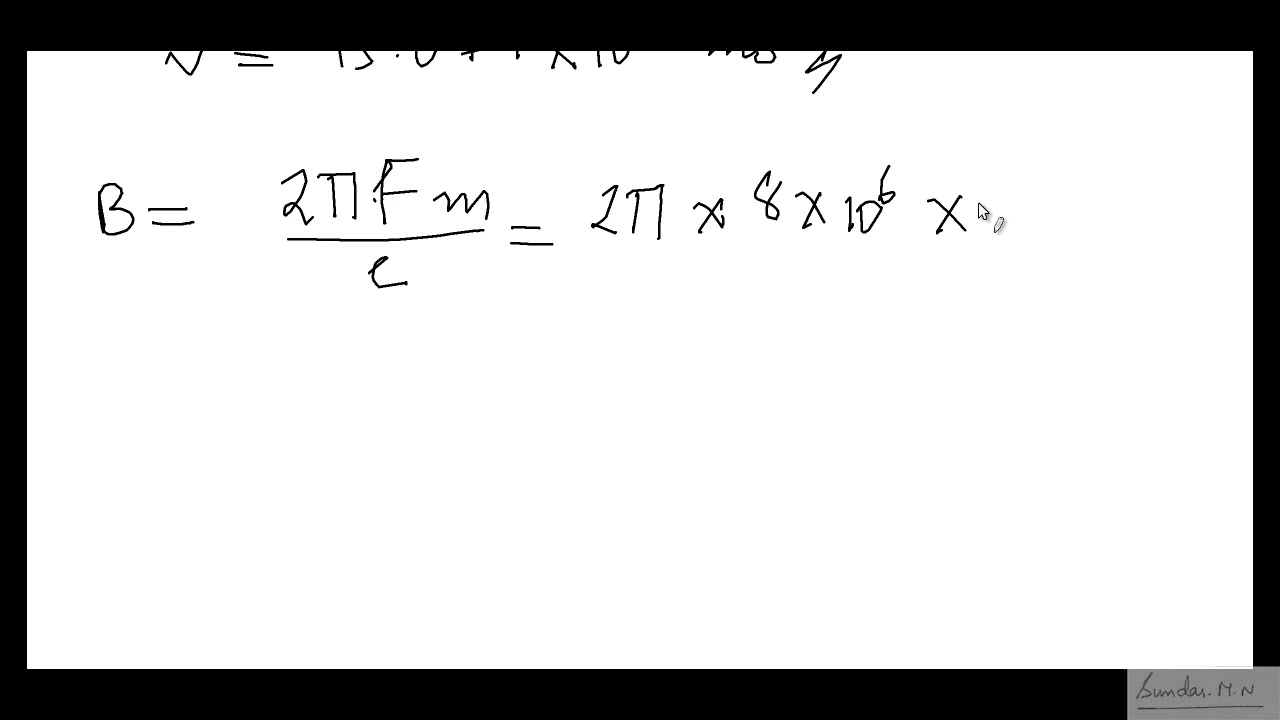 N =
B = 2πFm / e = 2π × 8 × 10⁶ ×
Sundar.M.N